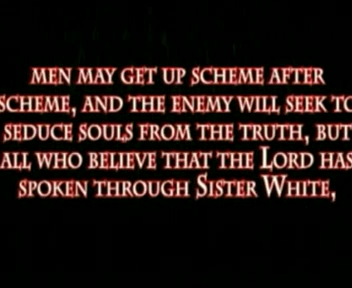 MEN MAY GET UP SCHEME AFTER
SCHEME, AND THE ENEMY WILL SEEK TO
SEDUCE SOULS FROM THE TRUTH, BUT
ALL WHO BELIEVE THAT THE LORD HAS
SPOKEN THROUGH SISTER WHITE,